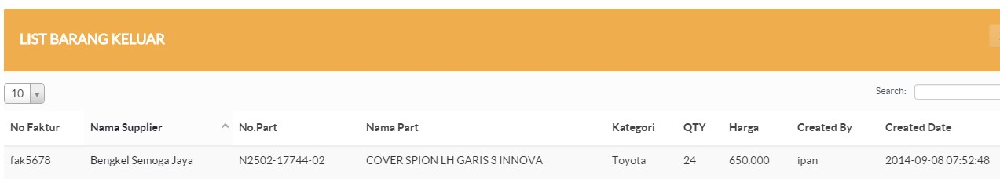 LIST BARANG KELUAR
10
Search:
No Faktur Nama Supplier No.Part Nama Part Kategori QTY Harga Created By Created Date
fak5678 Bengkel Semoga Jaya N2502-17744-02 COVER SPION LH GARIS 3 INNOVA Toyota 24 650.000 ipan 2014-09-08 07:52:48